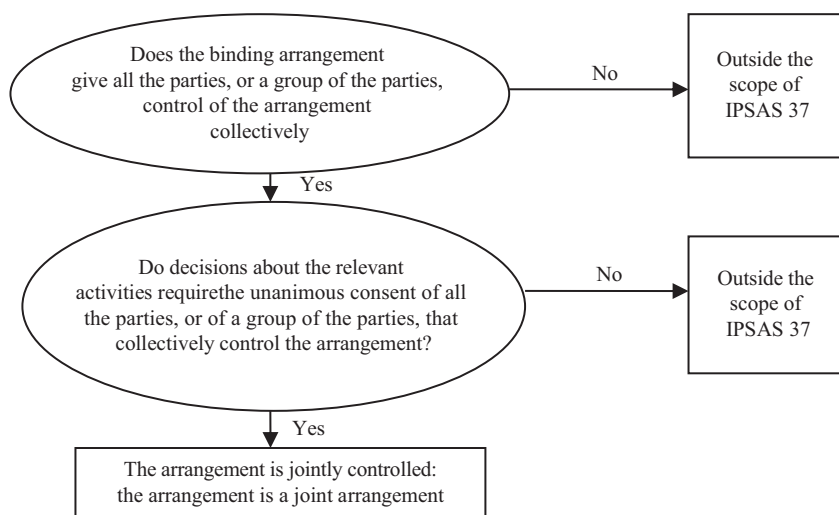 Does the binding arrangement
give all the parties, or a group of the parties,
control of the arrangement
collectively
No
Outside the
scope of
IPSAS 37
Yes
Do decisions about the relevant
activities requirethe unanimous consent of all
the parties, or of a group of the parties, that
collectively control the arrangement?
No
Outside the
scope of
IPSAS 37
Yes
The arrangement is jointly controlled:
the arrangement is a joint arrangement